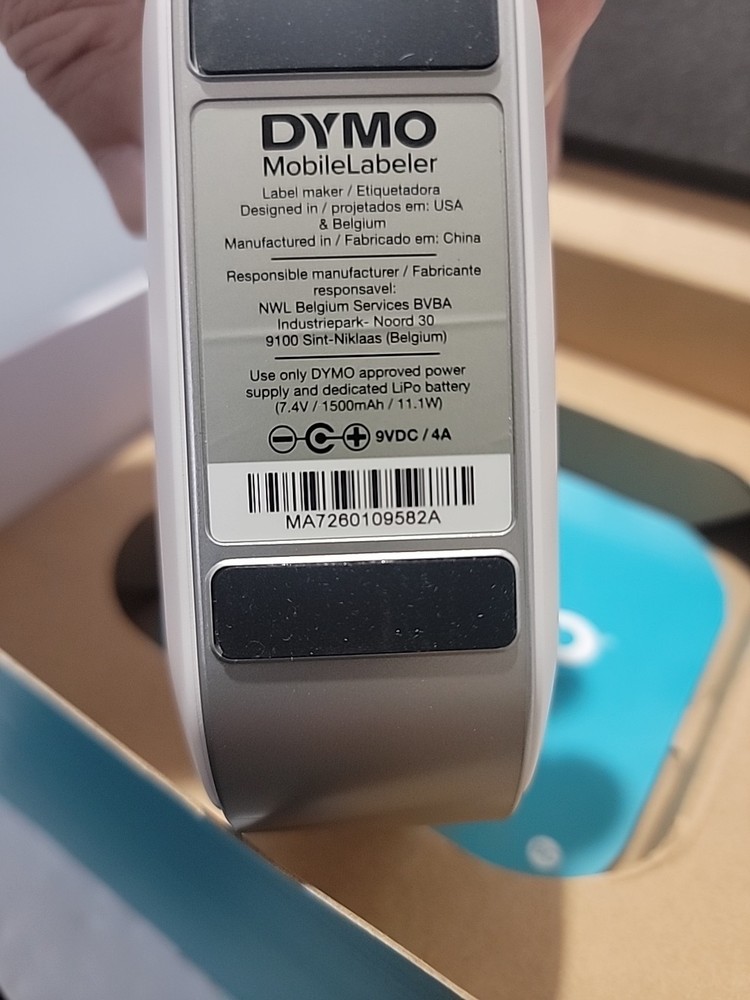 DYMO
MobileLabeler
Label maker / Etiquetadora
Designed in / projetados em: USA
& Belgium
Manufactured in / Fabricado em: China
Responsible manufacturer / Fabricante
responsavel:
NWL Belgium Services BVBA
Industriepark- Noord 30
9100 Sint-Niklaas (Belgium)
Use only DYMO approved power
supply and dedicated LiPo battery
(7.4V / 1500mAh / 11.1W)
9VDC / 4A
MA7260109582A